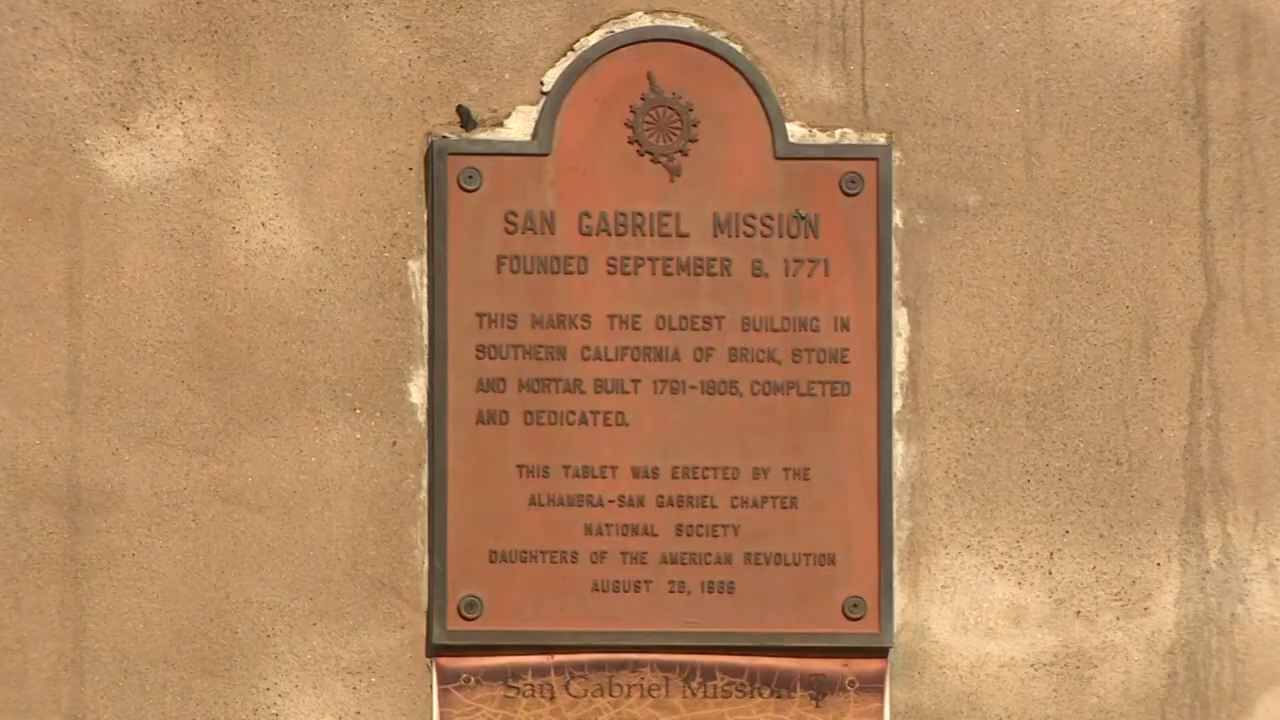 SAN GABRIEL MISSION
FOUNDED SEPTEMBER 8, 1771
THIS MARKS THE OLDEST BUILDING IN
SOUTHERN CALIFORNIA OF BRICK, STONE
AND MORTAR. BUILT 1791-1805, COMPLETED
AND DEDICATED.
THIS TABLET WAS ERECTED BY THE
ALHAMBRA-SAN GABRIEL CHAPTER
NATIONAL SOCIETY
DAUGHTERS OF THE AMERICAN REVOLUTION
AUGUST
San Gabriel Mission